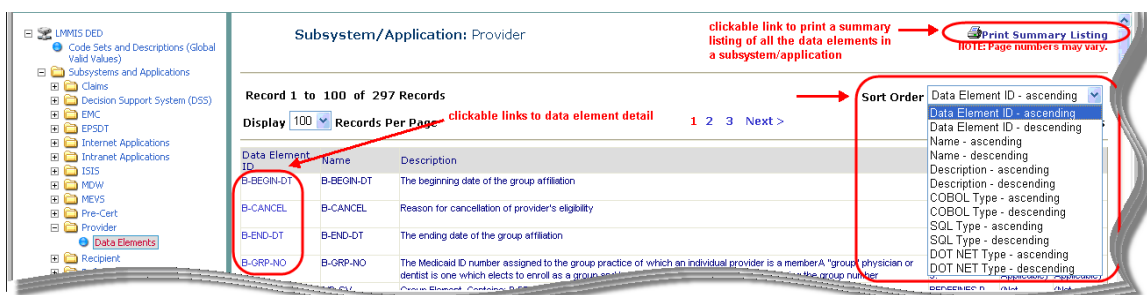 LMMIS DED
Code Sets and Descriptions (Global
Valid Values)
Subsystems and Applications
Claims
Decision Support System (DSS)
EMC
EPSDT
Internet Applications
Intranet Applications
ISIS
MDW
MEVS
Pre-Cert
Provider
Data Elements
Recipient
Subsystem/Application: Provider
clickable link to print a summary
listing of all the data elements in
a subsystem/application
Print Summary Listing
NOTE: Page numbers may vary.
Record 1 to 100 of 297 Records
Sort Order Data Element ID - ascending
Display 100 Records Per Page
clickable links to data element detail
1 2 3 Next >
Data Element ID - ascending
Data Element ID - descending
Name - ascending
Name - descending
Description - ascending
Description - descending
COBOL Type - ascending
COBOL Type - descending
SQL Type - ascending
SQL Type - descending
DOT NET Type - ascending
DOT NET Type - descending
Data Element
ID
Name
Description
B-BEGIN-DT B-BEGIN-DT The beginning date of the group affiliation
B-CANCEL B-CANCEL Reason for cancellation of provider's eligibility
B-END-DT B-END-DT The ending date of the group affiliation
B-GRP-NO B-GRP-NO The Medicaid ID number assigned to the group practice of which an individual provider is a member.A "group" physician or
dentist is one which elects to enroll as a group and the group number